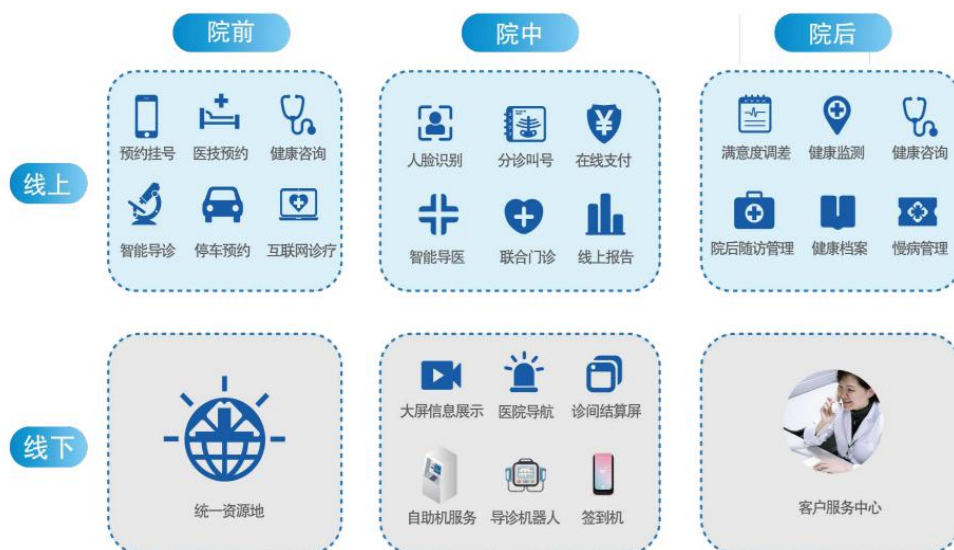 院前
院中
院后
线上
预约挂号 医技预约 健康咨询
智能导诊 停车预约 互联网诊疗
人脸识别 分诊叫号 在线支付
智能导医 联合门诊 线上报告
满意度调差 健康监测 健康咨询
院后随访管理 健康档案 慢病管理
线下
统一资源地
大屏信息展示 医院导航 诊间结算屏
自助机服务 导诊机器人 签到机
客户服务中心